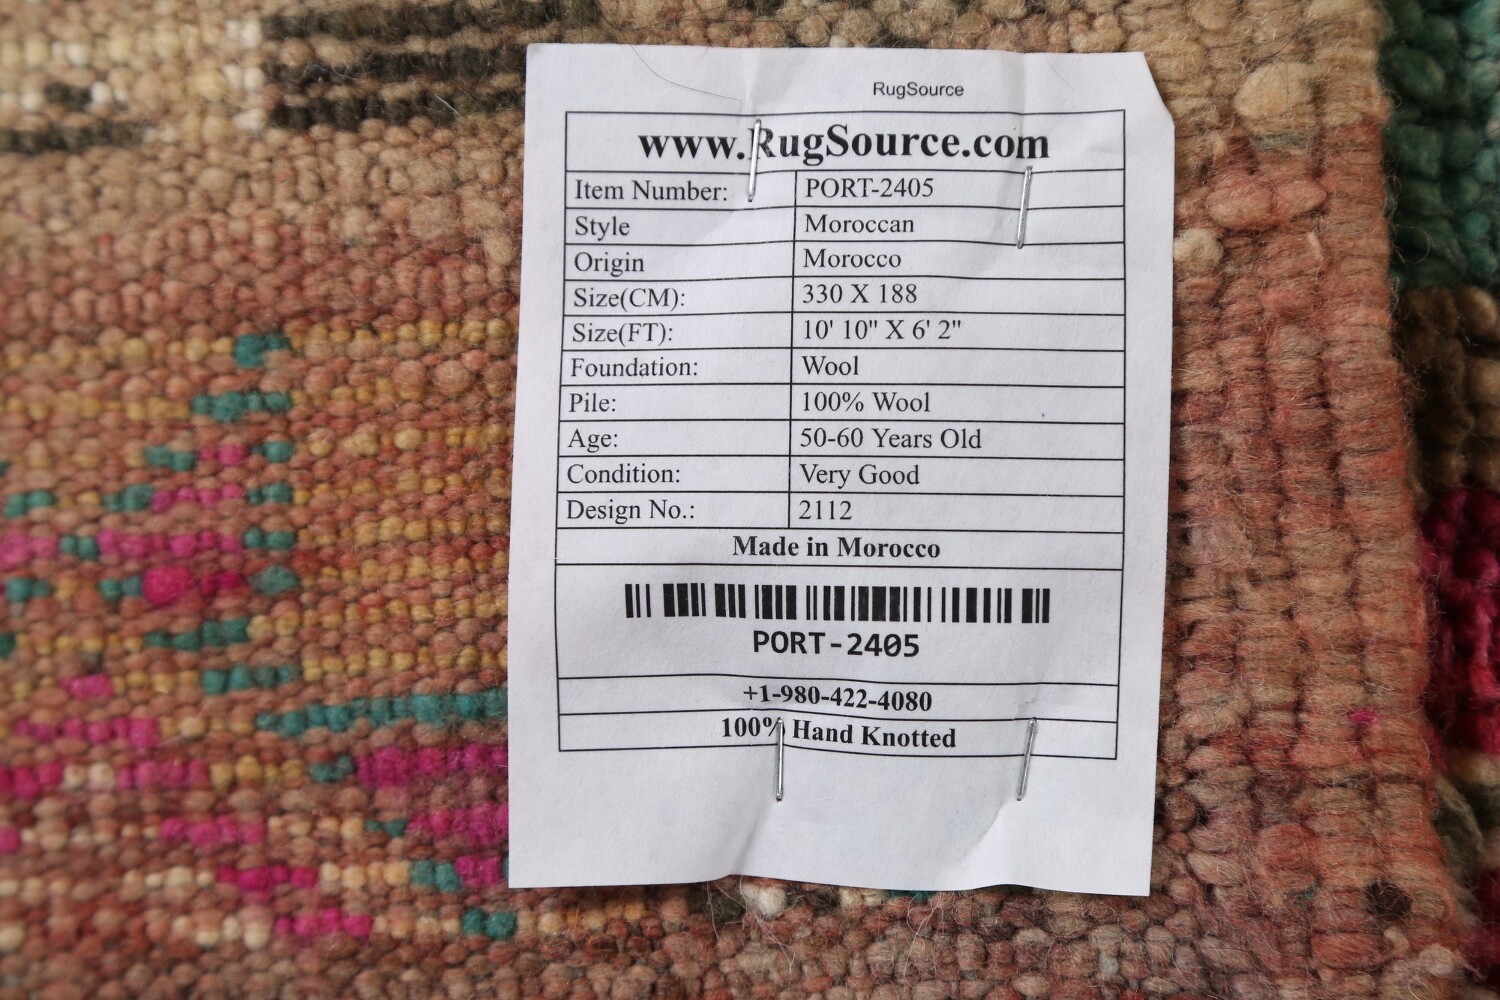 RugSource
www.RugSource.com
Item Number: PORT-2405
Style Moroccan
Origin Morocco
Size(CM): 330 X 188
Size(FT): 10' 10" X 6' 2"
Foundation: Wool
Pile: 100% Wool
Age: 50-60 Years Old
Condition: Very Good
Design No.: 2112
Made in Morocco
PORT-2405
+1-980-422-4080
100% Hand Knotted